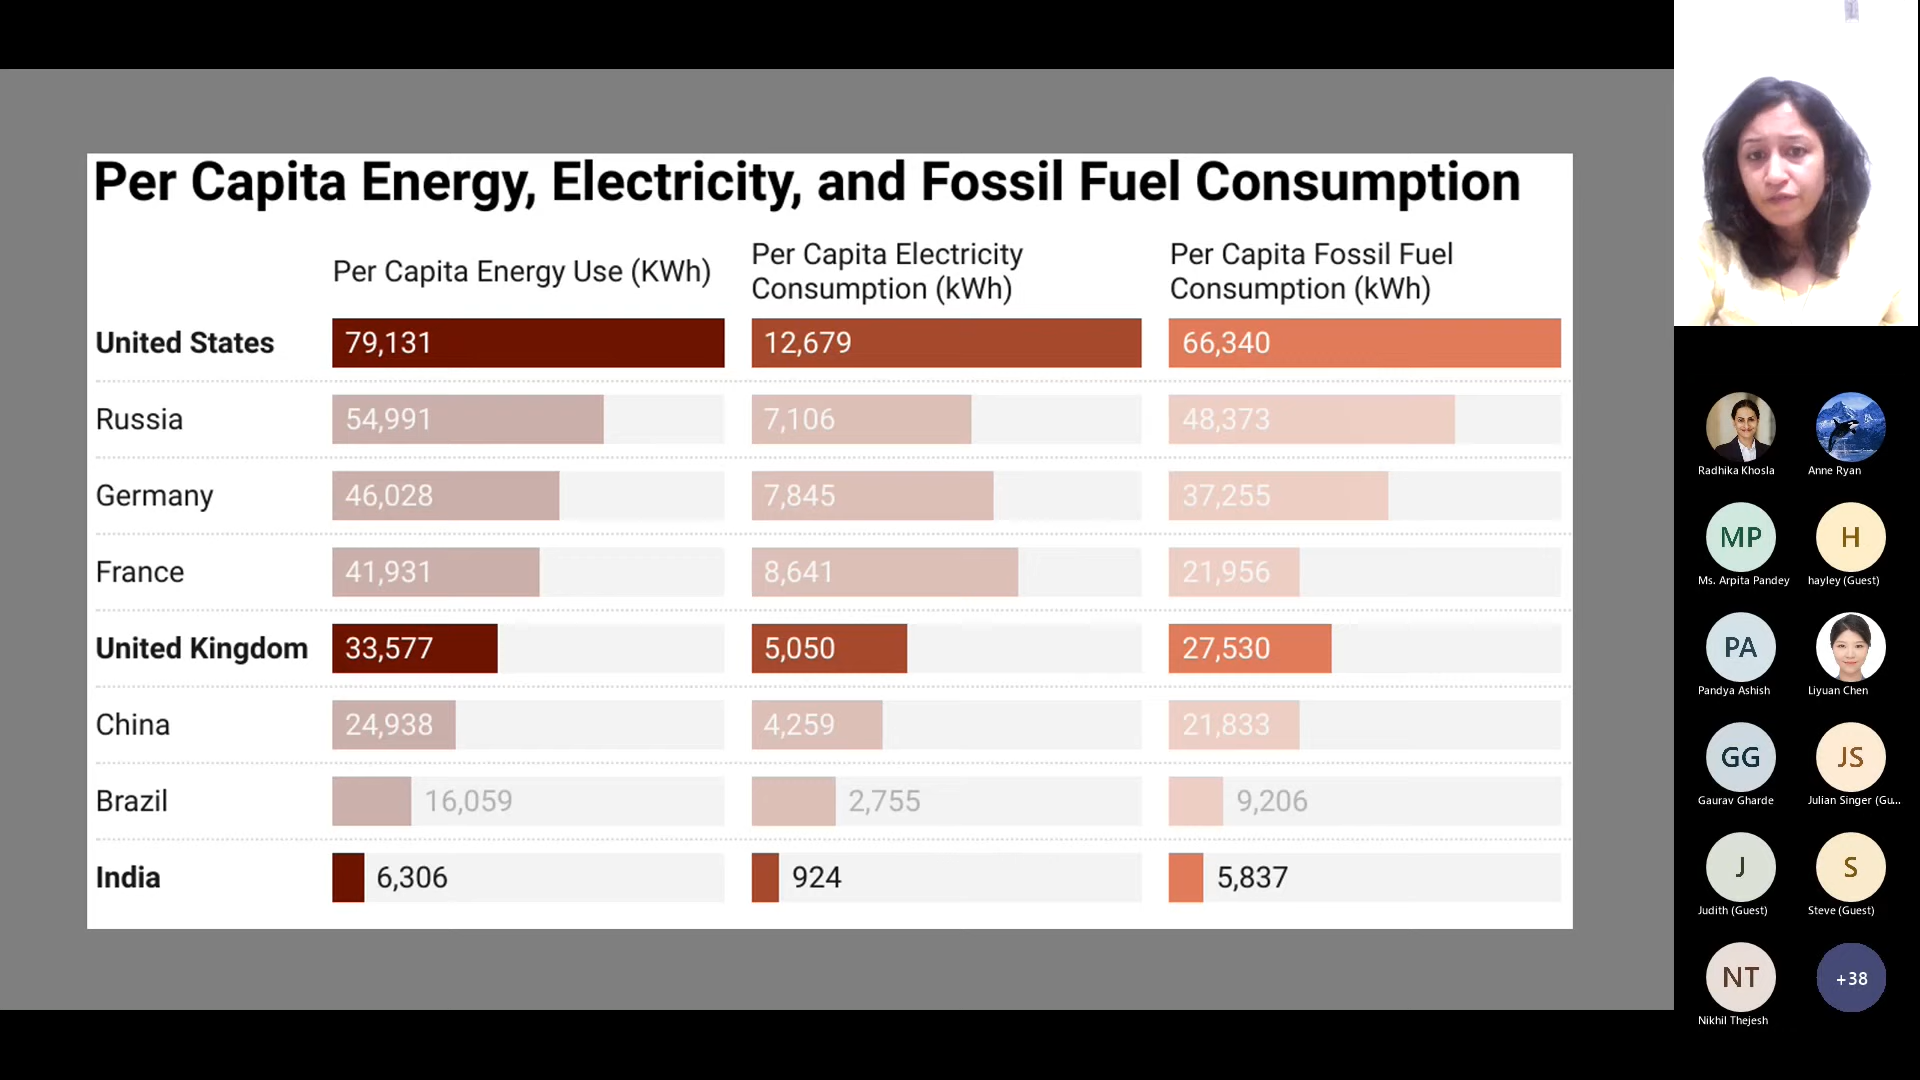 Per Capita Energy, Electricity, and Fossil Fuel Consumption
Per Capita Energy Use (KWh)
Per Capita Electricity
Consumption (kWh)
Per Capita Fossil Fuel
Consumption (kWh)
United States 79,131 12,679 66,340
Russia 54,991 7,106 48,373
Germany 46,028 7,845 37,255
France 41,931 8,641 21,956
United Kingdom 33,577 5,050 27,530
China 24,938 4,259 21,833
Brazil 16,059 2,755 9,206
India 6,306 924 5,837
Radhika Khosla
Anne Ryan
MP
Ms. Arpita Pandey
H
hayley (Guest)
PA
Pandya Ashish
Liyuan Chen
GG
Gaurav Gharde
JS
Julian Singer (Gu...
J
Judith (Guest)
S
Steve (Guest)
NT
Nikhil Thejesh
+38